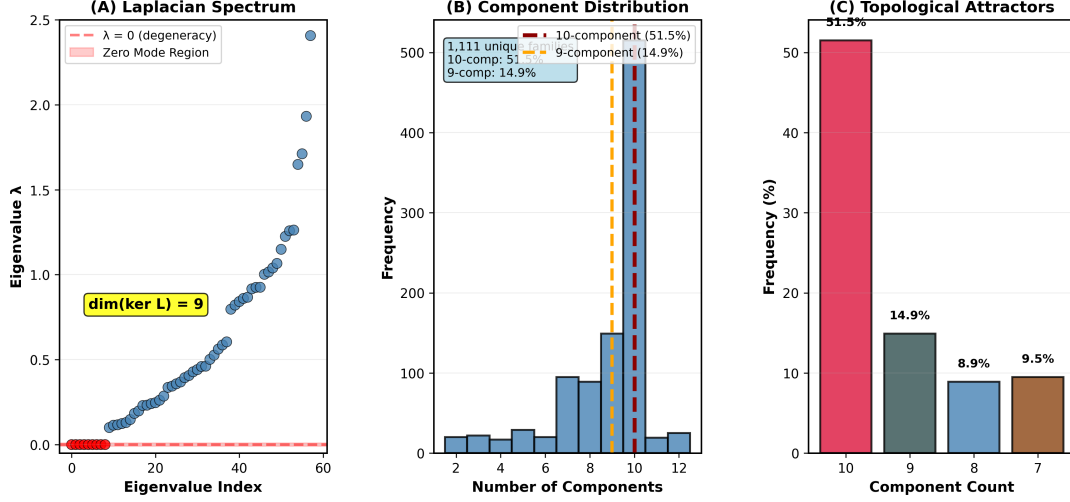 (A) Laplacian Spectrum
λ = 0 (degeneracy)
Zero Mode Region
dim(ker L) = 9
2.5
2.0
1.5
1.0
0.5
0.0
Eigenvalue λ
0
20
40
60
Eigenvalue Index
(B) Component Distribution
1,111 unique families
10-comp: 51.5%
9-comp: 14.9%
10-component (51.5%)
9-component (14.9%)
500
400
300
200
100
0
Frequency
2
4
6
8
10
12
Number of Components
(C) Topological Attractors
51.5%
14.9%
8.9%
9.5%
50
40
30
20
10
0
Frequency (%)
10
9
8
7
Component Count